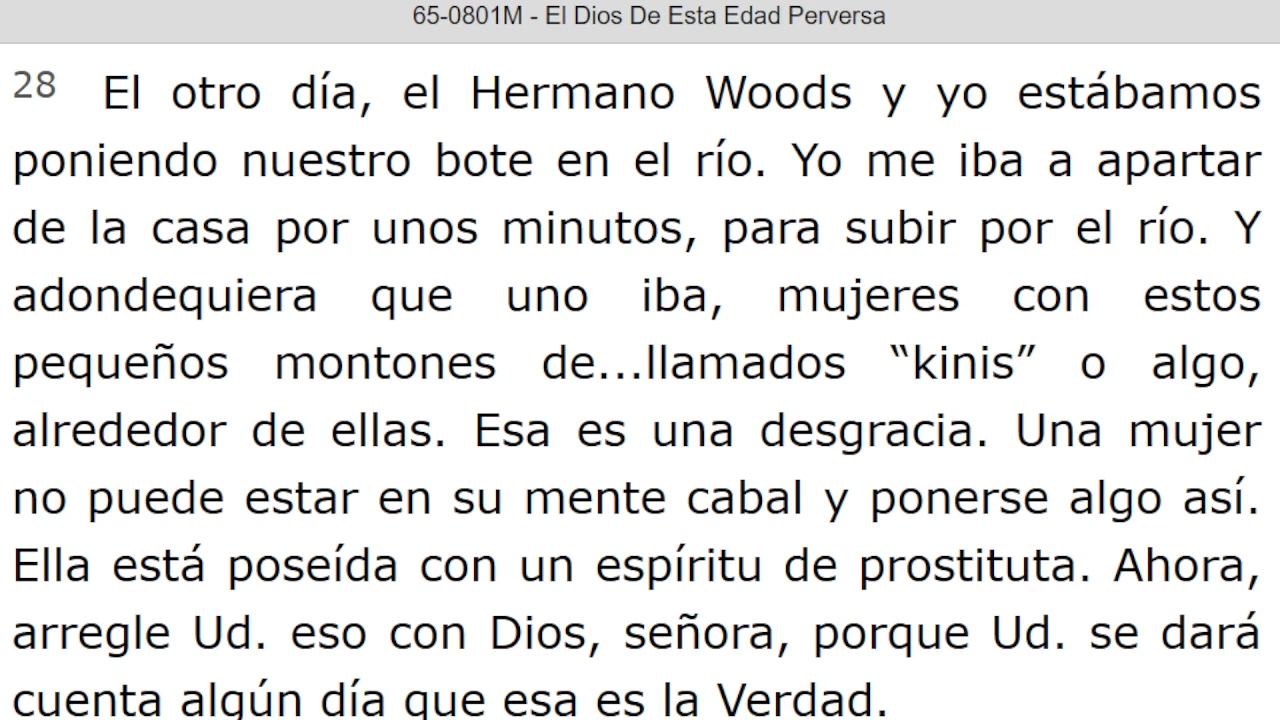 65-0801M - El Dios De Esta Edad Perversa
28 El otro día, el Hermano Woods y yo estábamos
poniendo nuestro bote en el río. Yo me iba a apartar
de la casa por unos minutos, para subir por el río. Y
adondequiera que uno iba, mujeres con estos
pequeños montones de...llamados “kinis” o algo,
alrededor de ellas. Esa es una desgracia. Una mujer
no puede estar en su mente cabal y ponerse algo así.
Ella está poseída con un espíritu de prostituta. Ahora,
arregle Ud. eso con Dios, señora, porque Ud. se dará
cuenta algún día que esa es la Verdad.